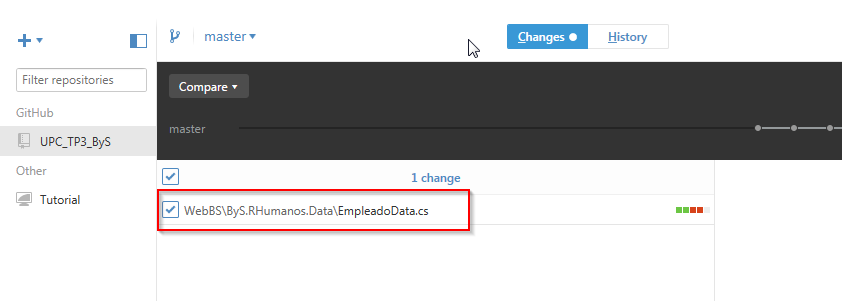 master
Changes
History
Filter repositories
Compare
GitHub
master
UPC_TP3_ByS
Other
1 change
Tutorial
WebBS\ByS.RHumanos.Data\EmpleadoData.cs